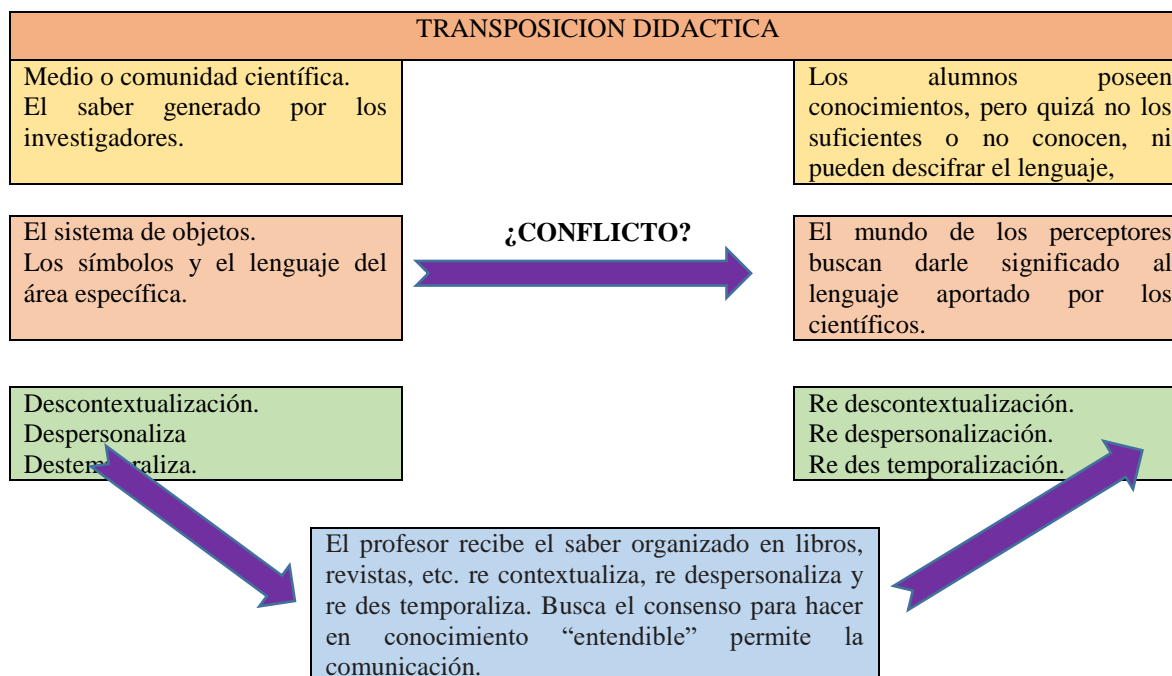 TRANSPOSICION DIDACTICA
Medio o comunidad científica.
El saber generado por los
investigadores.
Los alumnos poseen
conocimientos, pero quizá no los
suficientes o no conocen, ni
pueden descifrar el lenguaje,
El sistema de objetos.
Los símbolos y el lenguaje del
área específica.
¿CONFLICTO?
El mundo de los perceptores
buscan darle significado al
lenguaje aportado por los
científicos.
Descontextualización.
Despersonaliza
Destemporaliza.
Re descontextualización.
Re despersonalización.
Re des temporalización.
El profesor recibe el saber organizado en libros,
revistas, etc. re contextualiza, re despersonaliza y
re des temporaliza. Busca el consenso para hacer
en conocimiento “entendible” permite la
comunicación.